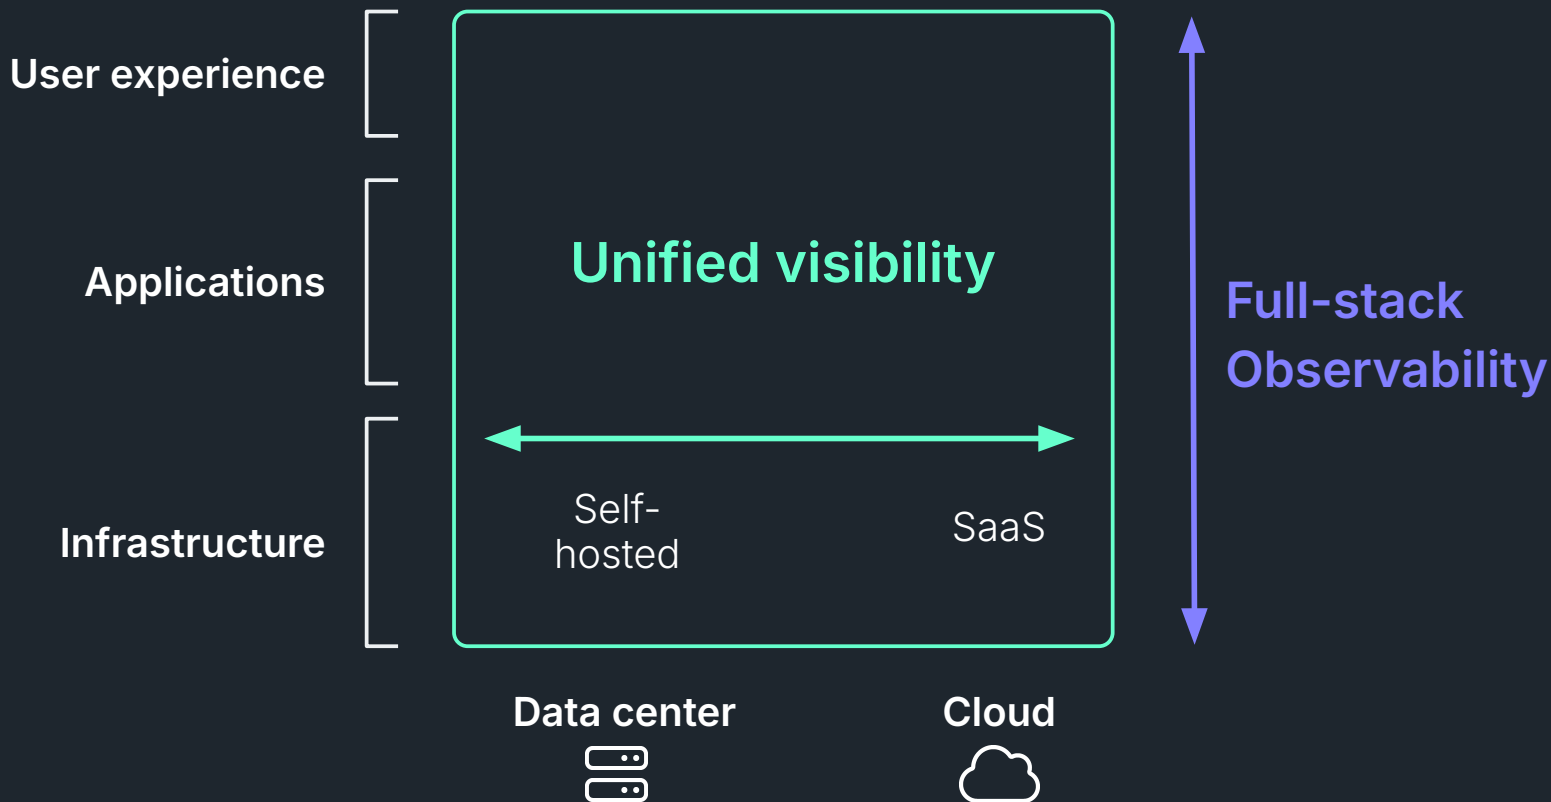 User experience
Applications
Infrastructure
Unified visibility
Self-
hosted
SaaS
Full-stack
Observability
Data center
Cloud